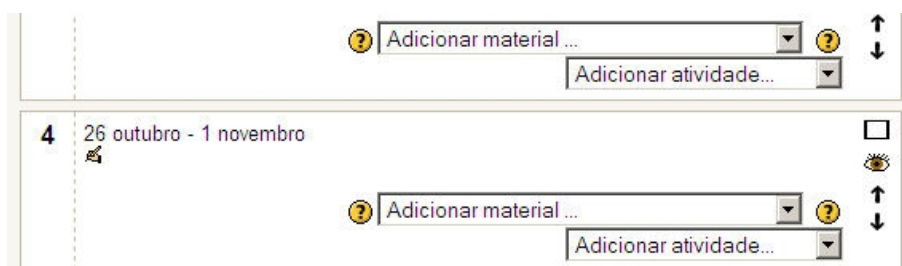 Adicionar material ...
Adicionar atividade...
4 26 outubro - 1 novembro
Adicionar material ...
Adicionar atividade...